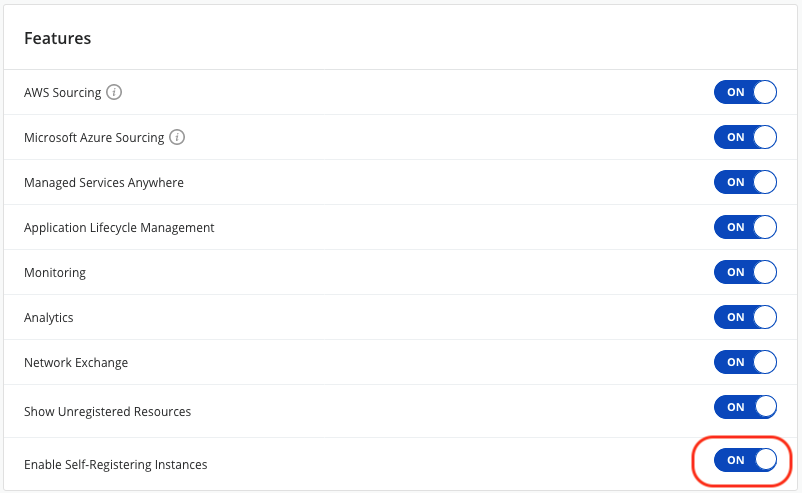 Features
AWS Sourcing i ON
Microsoft Azure Sourcing i ON
Managed Services Anywhere ON
Application Lifecycle Management ON
Monitoring ON
Analytics ON
Network Exchange ON
Show Unregistered Resources ON
Enable Self-Registering Instances ON